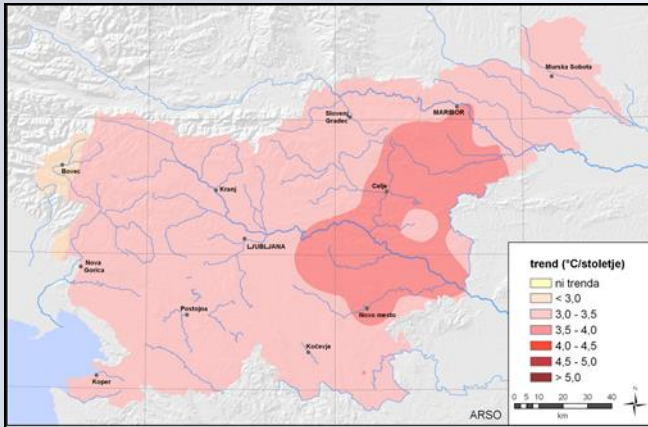 Murska Sobota
Slovenj
Gradec
MARIBOR
Bovec
Kranj
Celje
LJUBLJANA
Nova
Gorica
Postojna
Novo mesto
Kočevje
Koper
trend (°C/stoletje)
ni trenda
< 3,0
3,0 - 3,5
3,5 - 4,0
4,0 - 4,5
4,5 - 5,0
> 5,0
ARSO
0 5 10 20 30 40
km
N